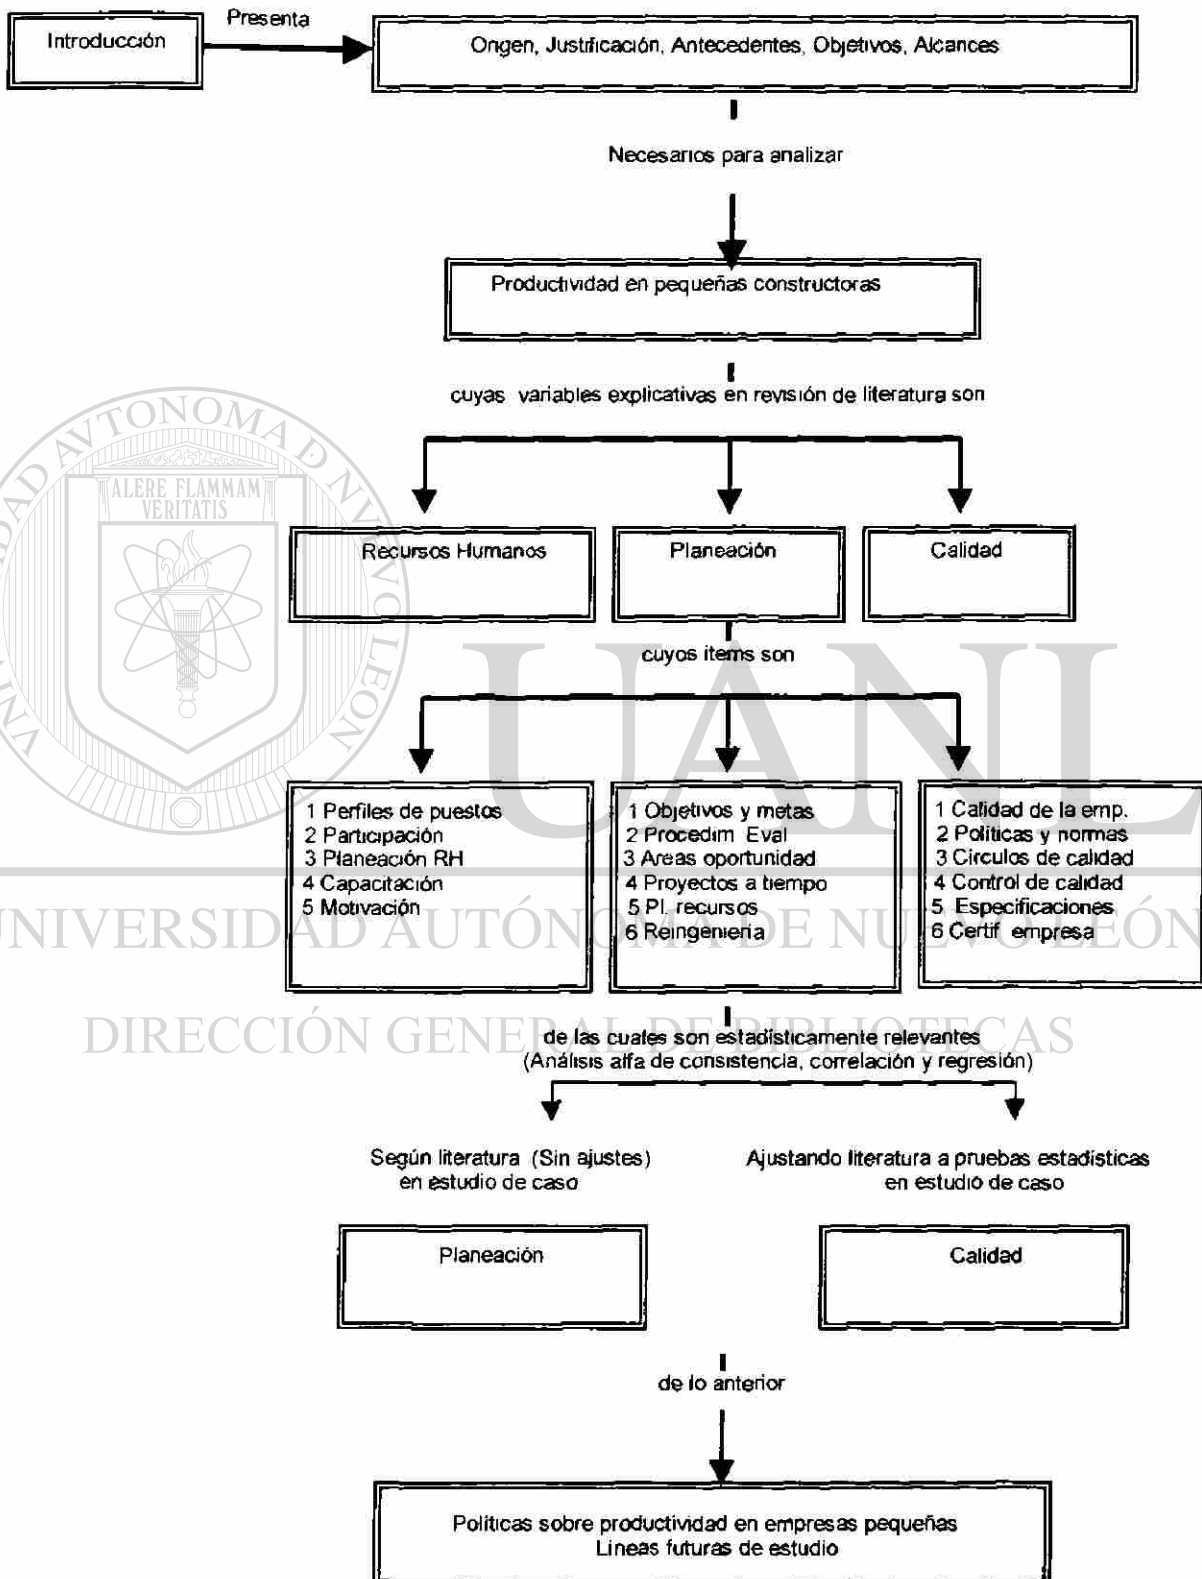 Presenta
Introducción
Origen, Justificación, Antecedentes, Objetivos, Alcances
Necesarios para analizar
Productividad en pequeñas constructoras
cuyas variables explicativas en revisión de literatura son
Recursos Humanos
Planeación
Calidad
cuyos items son
1 Perfiles de puestos
2 Participación
3 Planeación RH
4 Capacitación
5 Motivación
1 Objetivos y metas
2 Procedim Eval
3 Areas oportunidad
4 Proyectos a tiempo
5 Pl. recursos
6 Reingeniería
1 Calidad de la emp.
2 Políticas y normas
3 Circulos de calidad
4 Control de calidad
5 Especificaciones
6 Certif empresa
de las cuales son estadísticamente relevantes
(Análisis alfa de consistencia, correlación y regresión)
Según literatura (Sin ajustes)
en estudio de caso
Ajustando literatura a pruebas estadísticas
en estudio de caso
Planeación
Calidad
de lo anterior
Políticas sobre productividad en empresas pequeñas
Lineas futuras de estudio
ALERE FLAMMAM
VERITATIS
UANL
UNIVERSIDAD AUTÓNOMA DE NUEVO LEÓN
DIRECCIÓN GENERAL DE BIBLIOTECAS